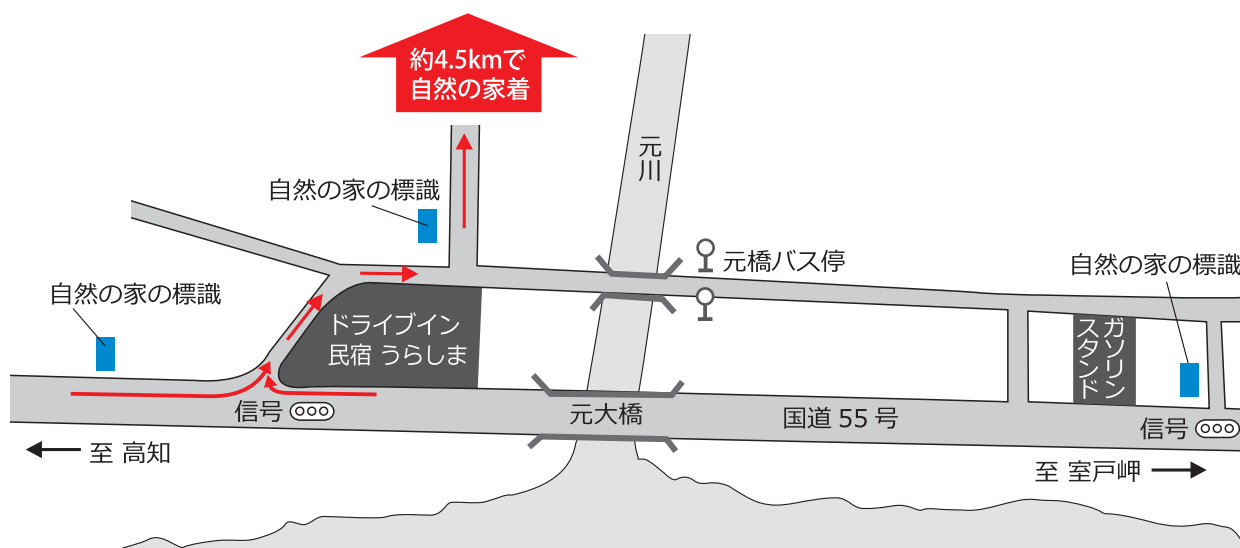 約4.5kmで
自然の家着
元川
自然の家の標識
元橋バス停
自然の家の標識
自然の家の標識
ドライブイン
民宿 うらしま
ガソリン
スタンド
信号
元大橋
国道 55 号
信号
至 高知
至 室戸岬